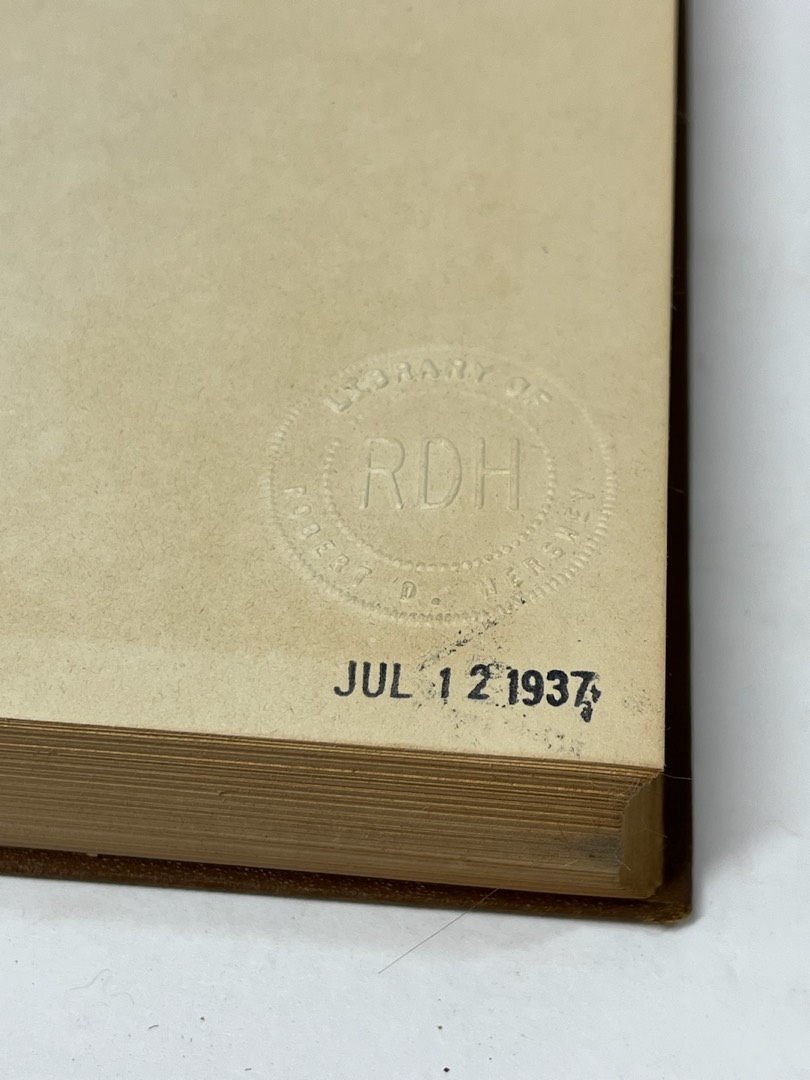 LIBRARY OF
RDH
ROBERT D. HERSHEY
JUL 12 1937